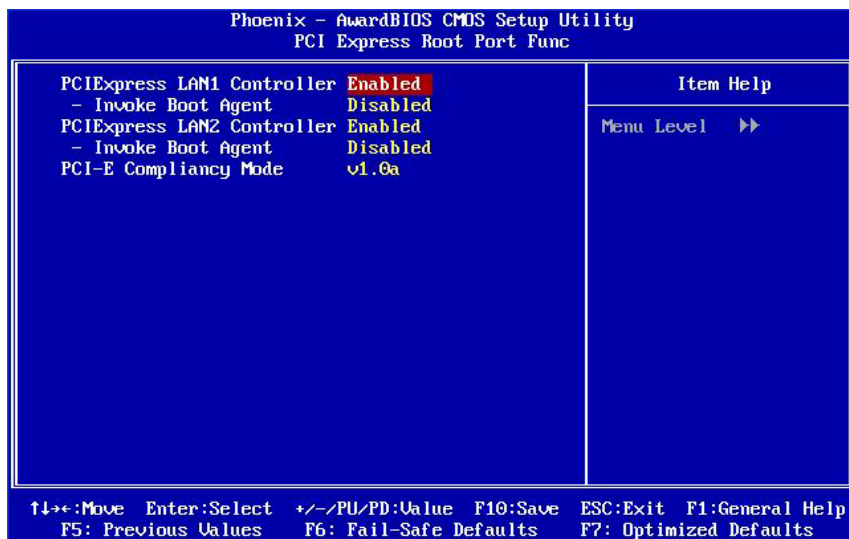 Phoenix - AwardBIOS CMOS Setup Utility
PCI Express Root Port Func
PCIExpress LAN1 Controller Enabled
- Invoke Boot Agent Disabled
PCIExpress LAN2 Controller Enabled
- Invoke Boot Agent Disabled
PCI-E Compliancy Mode v1.0a
Item Help
Menu Level ►►
↑↓→←:Move Enter:Select +/-/PU/PD:Value F10:Save ESC:Exit F1:General Help
F5: Previous Values F6: Fail-Safe Defaults F7: Optimized Defaults